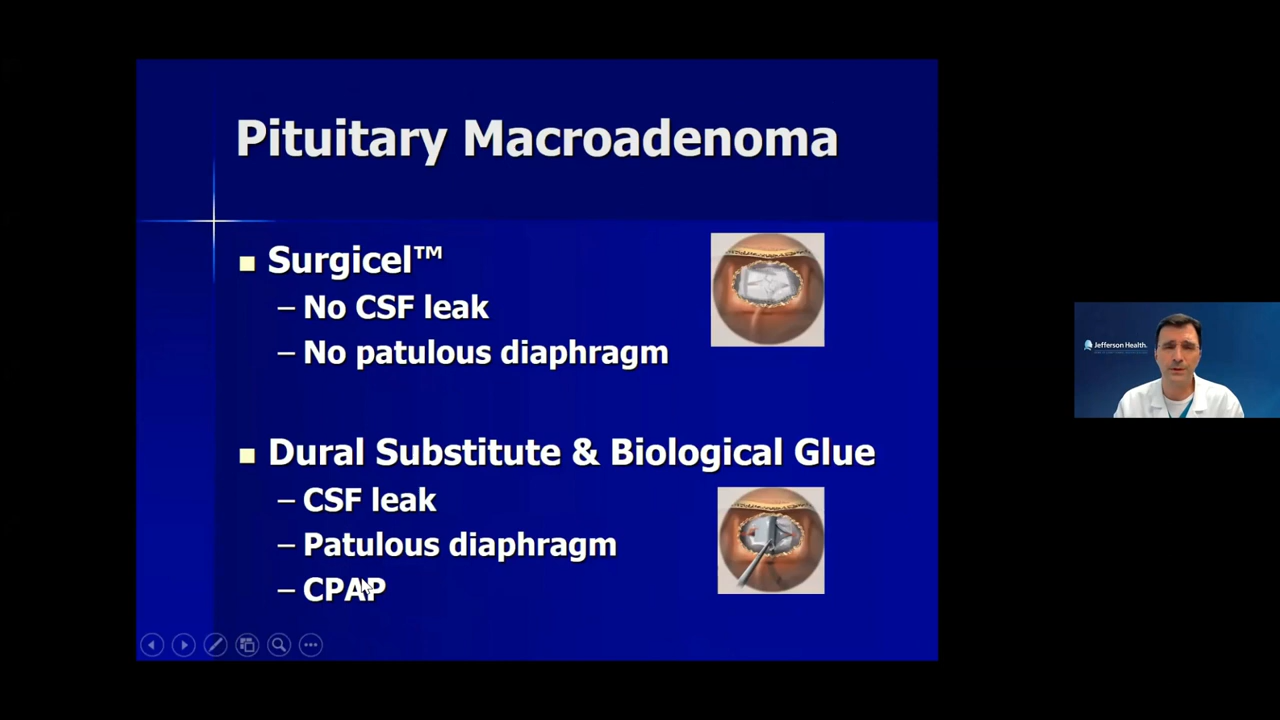 Pituitary Macroadenoma
Surgicel™
– No CSF leak
– No patulous diaphragm
Dural Substitute & Biological Glue
– CSF leak
– Patulous diaphragm
– CPAP
Jefferson Health.